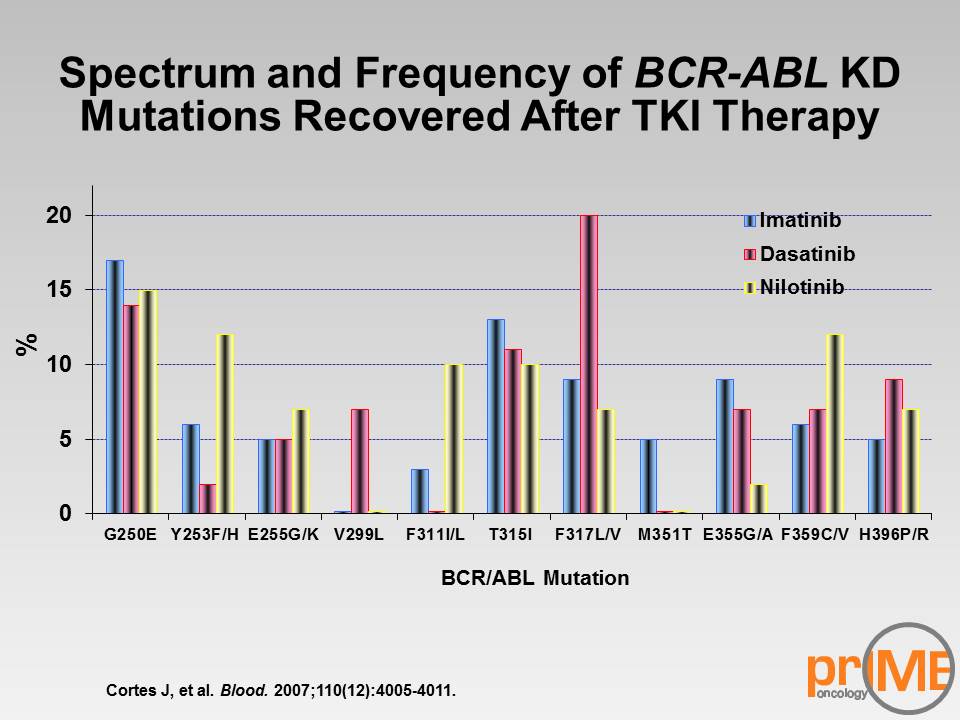 Spectrum and Frequency of BCR-ABL KD
Mutations Recovered After TKI Therapy
20
15
10
5
0
%
Imatinib
Dasatinib
Nilotinib
G250E Y253F/H E255G/K V299L F311I/L T315I F317L/V M351T E355G/A F359C/V H396P/R
BCR/ABL Mutation
Cortes J, et al. Blood. 2007;110(12):4005-4011.
prIME
oncology